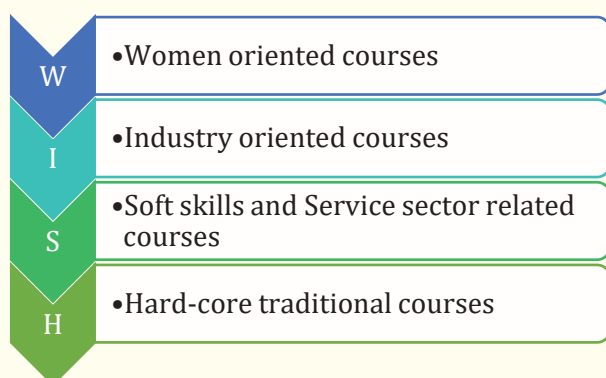 W
•Women oriented courses
I
•Industry oriented courses
S
•Soft skills and Service sector related
courses
H
•Hard-core traditional courses